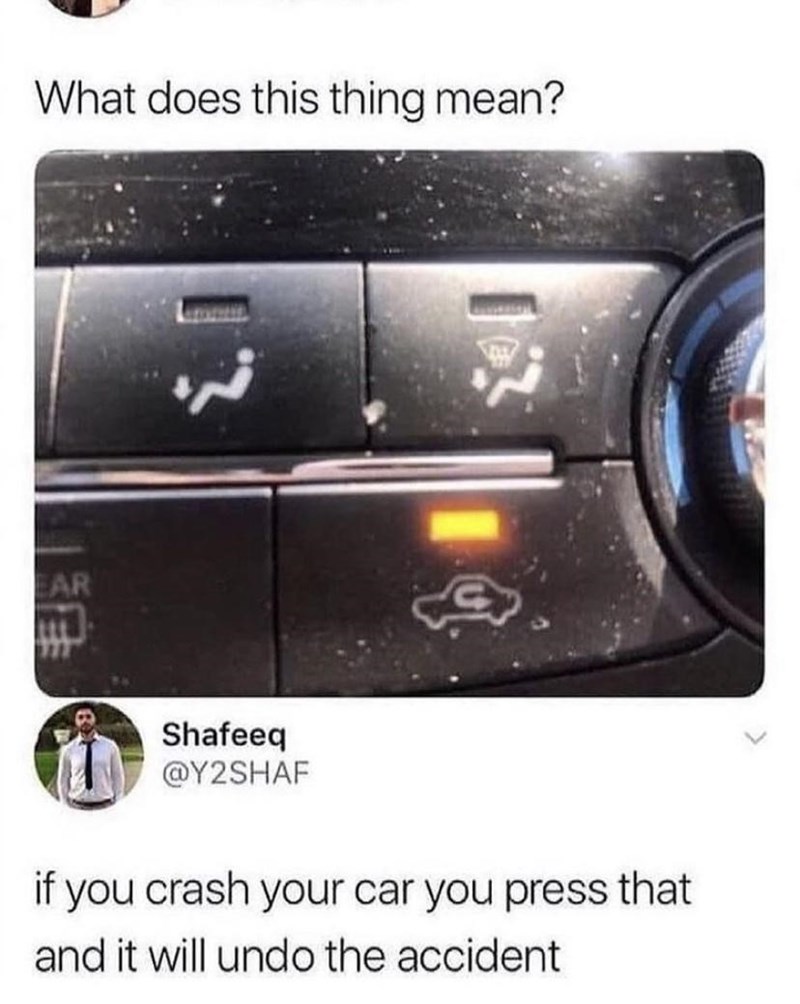 What does this thing mean?
EAR
Shafeeq
@Y2SHAF
if you crash your car you press that
and it will undo the accident